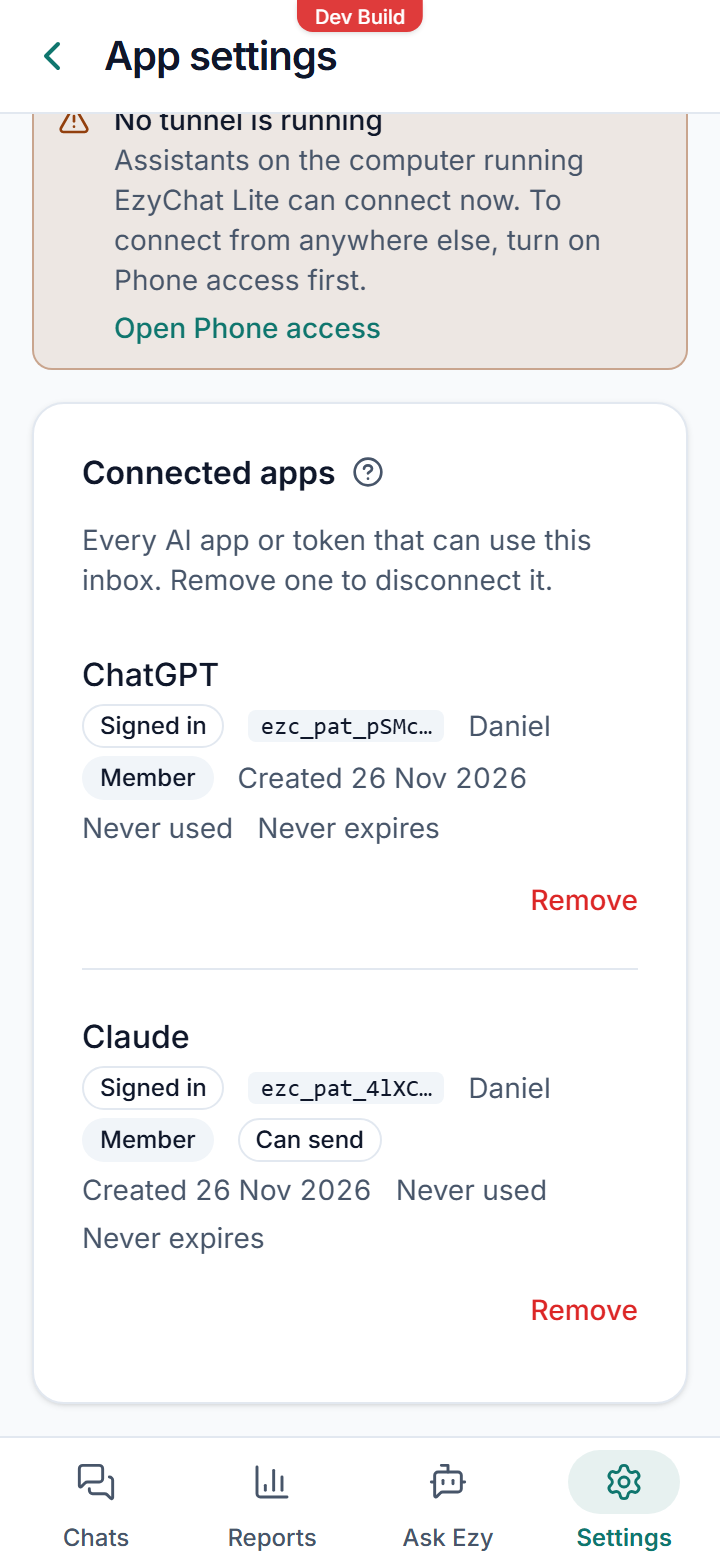 Dev Build
App settings
No tunnel is running
Assistants on the computer running
EzyChat Lite can connect now. To
connect from anywhere else, turn on
Phone access first.
Open Phone access
Connected apps
Every AI app or token that can use this
inbox. Remove one to disconnect it.
ChatGPT
Signed in ezc_pat_pSMc… Daniel
Member Created 26 Nov 2026
Never used Never expires
Remove
Claude
Signed in ezc_pat_4lXC… Daniel
Member Can send
Created 26 Nov 2026 Never used
Never expires
Remove
Chats Reports Ask Ezy Settings